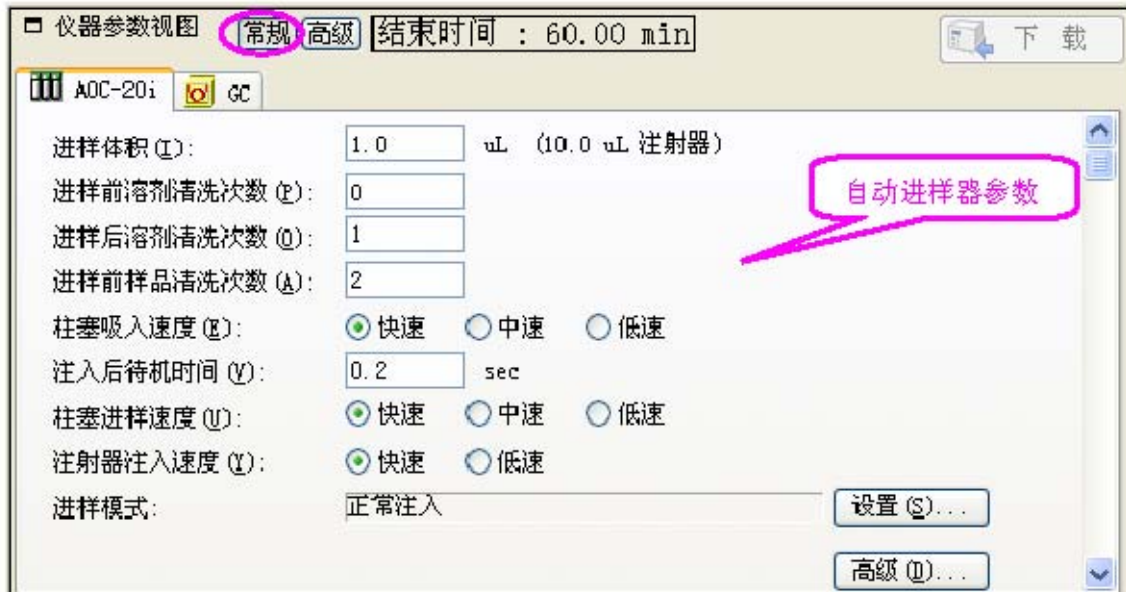 仪器参数视图 常规 高级 结束时间 : 60.00 min 下 载
AOC-20i GC
进样体积(I): 1.0 uL (10.0 uL 注射器)
进样前溶剂清洗次数(P): 0
自动进样器参数
进样后溶剂清洗次数(O): 1
进样前样品清洗次数(A): 2
柱塞吸入速度(E): 快速 中速 低速
注入后待机时间(V): 0.2 sec
柱塞进样速度(U): 快速 中速 低速
注射器注入速度(Y): 快速 低速
进样模式: 正常注入 设置(S)...
高级(D)...